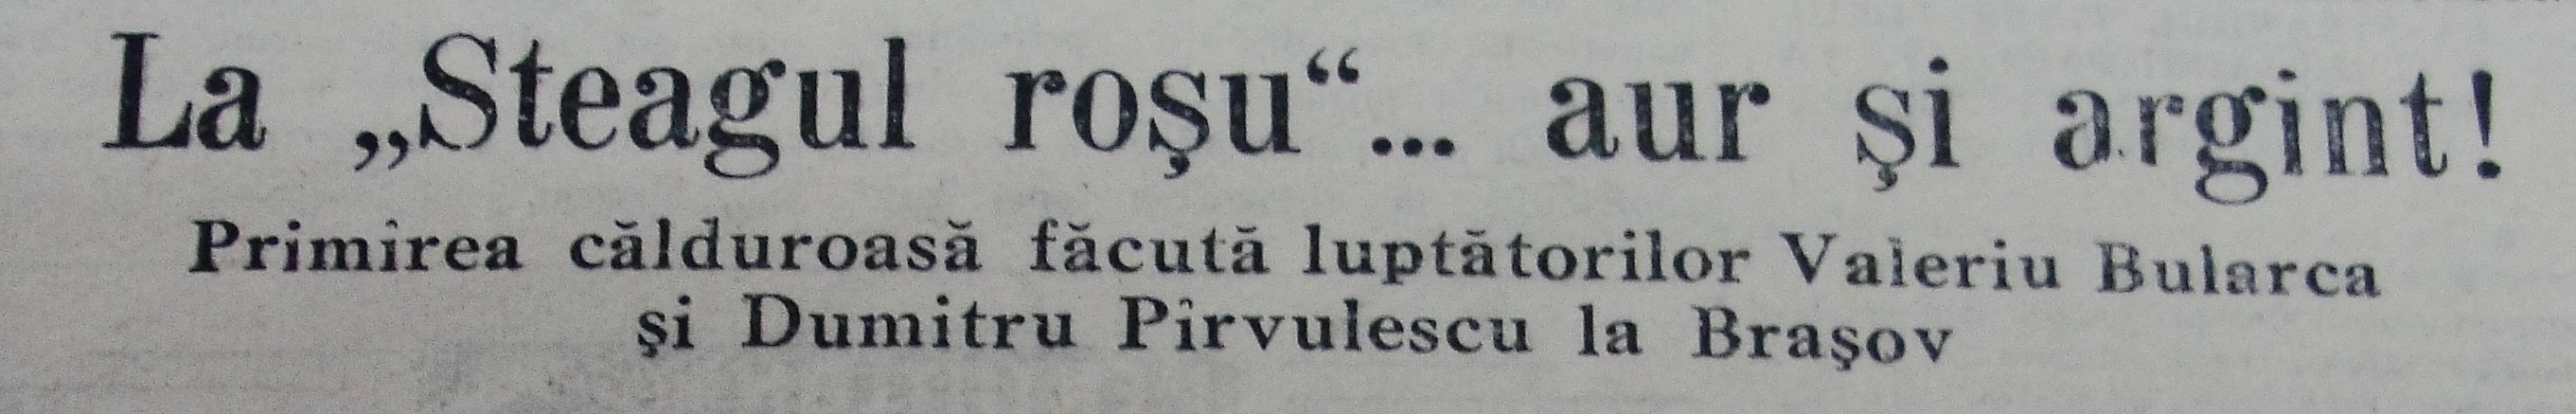 La „Steagul roşu“... aur şi argint!
Primirea călduroasă făcută luptătorilor Valeriu Bularca
şi Dumitru Pîrvulescu la Braşov